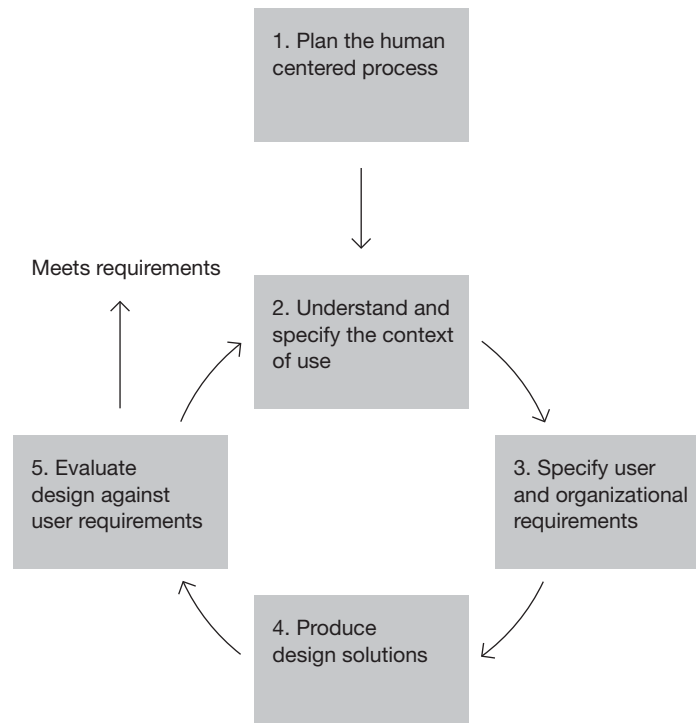 1. Plan the human
centered process
Meets requirements
2. Understand and
specify the context
of use
5. Evaluate
design against
user requirements
3. Specify user
and organizational
requirements
4. Produce
design solutions